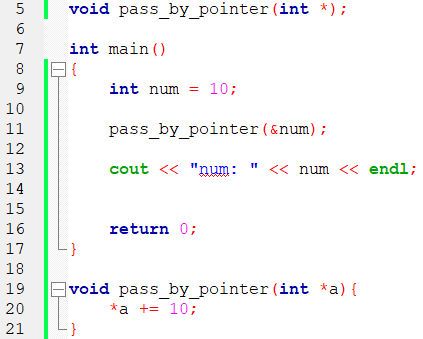 5 void pass_by_pointer(int *);
6
7 int main()
8 {
9 int num = 10;
10
11 pass_by_pointer(&num);
12
13 cout << "num: " << num << endl;
14
15
16 return 0;
17 }
18
19 void pass_by_pointer(int *a){
20 *a += 10;
21 }